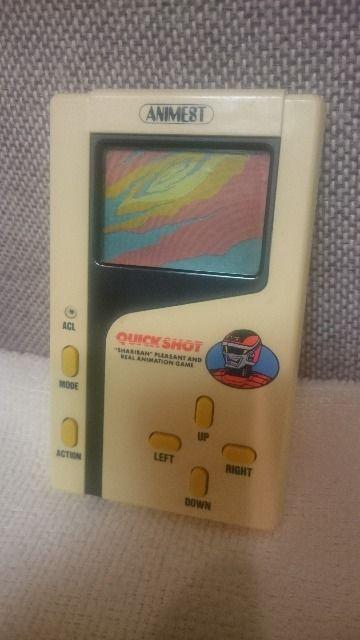 ANIMEST
ACL
MODE
ACTION
QUICK SHOT
"SHARIBAN" PLEASANT AND
REAL ANIMATION GAME
UP
LEFT
RIGHT
DOWN